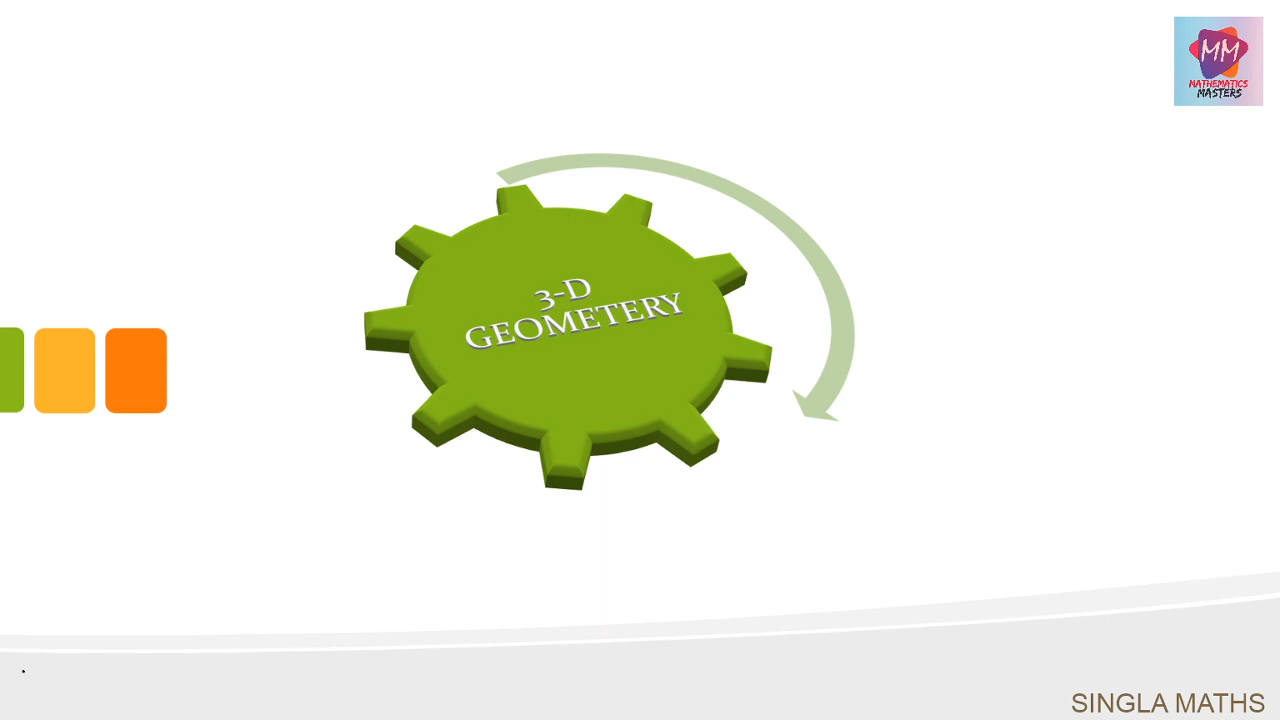 MM
MATHEMATICS
MASTERS
3-D
GEOMETERY
SINGLA MATHS